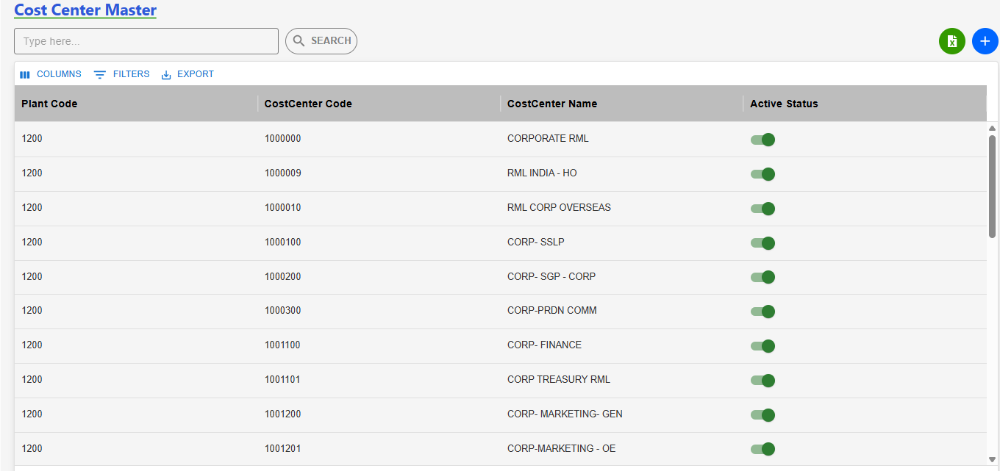 Cost Center Master
Type here...
SEARCH
COLUMNS FILTERS EXPORT
Plant Code CostCenter Code CostCenter Name Active Status
1200 1000000 CORPORATE RML
1200 1000009 RML INDIA - HO
1200 1000010 RML CORP OVERSEAS
1200 1000100 CORP- SSLP
1200 1000200 CORP- SGP - CORP
1200 1000300 CORP-PRDN COMM
1200 1001100 CORP- FINANCE
1200 1001101 CORP TREASURY RML
1200 1001200 CORP- MARKETING- GEN
1200 1001201 CORP-MARKETING - OE